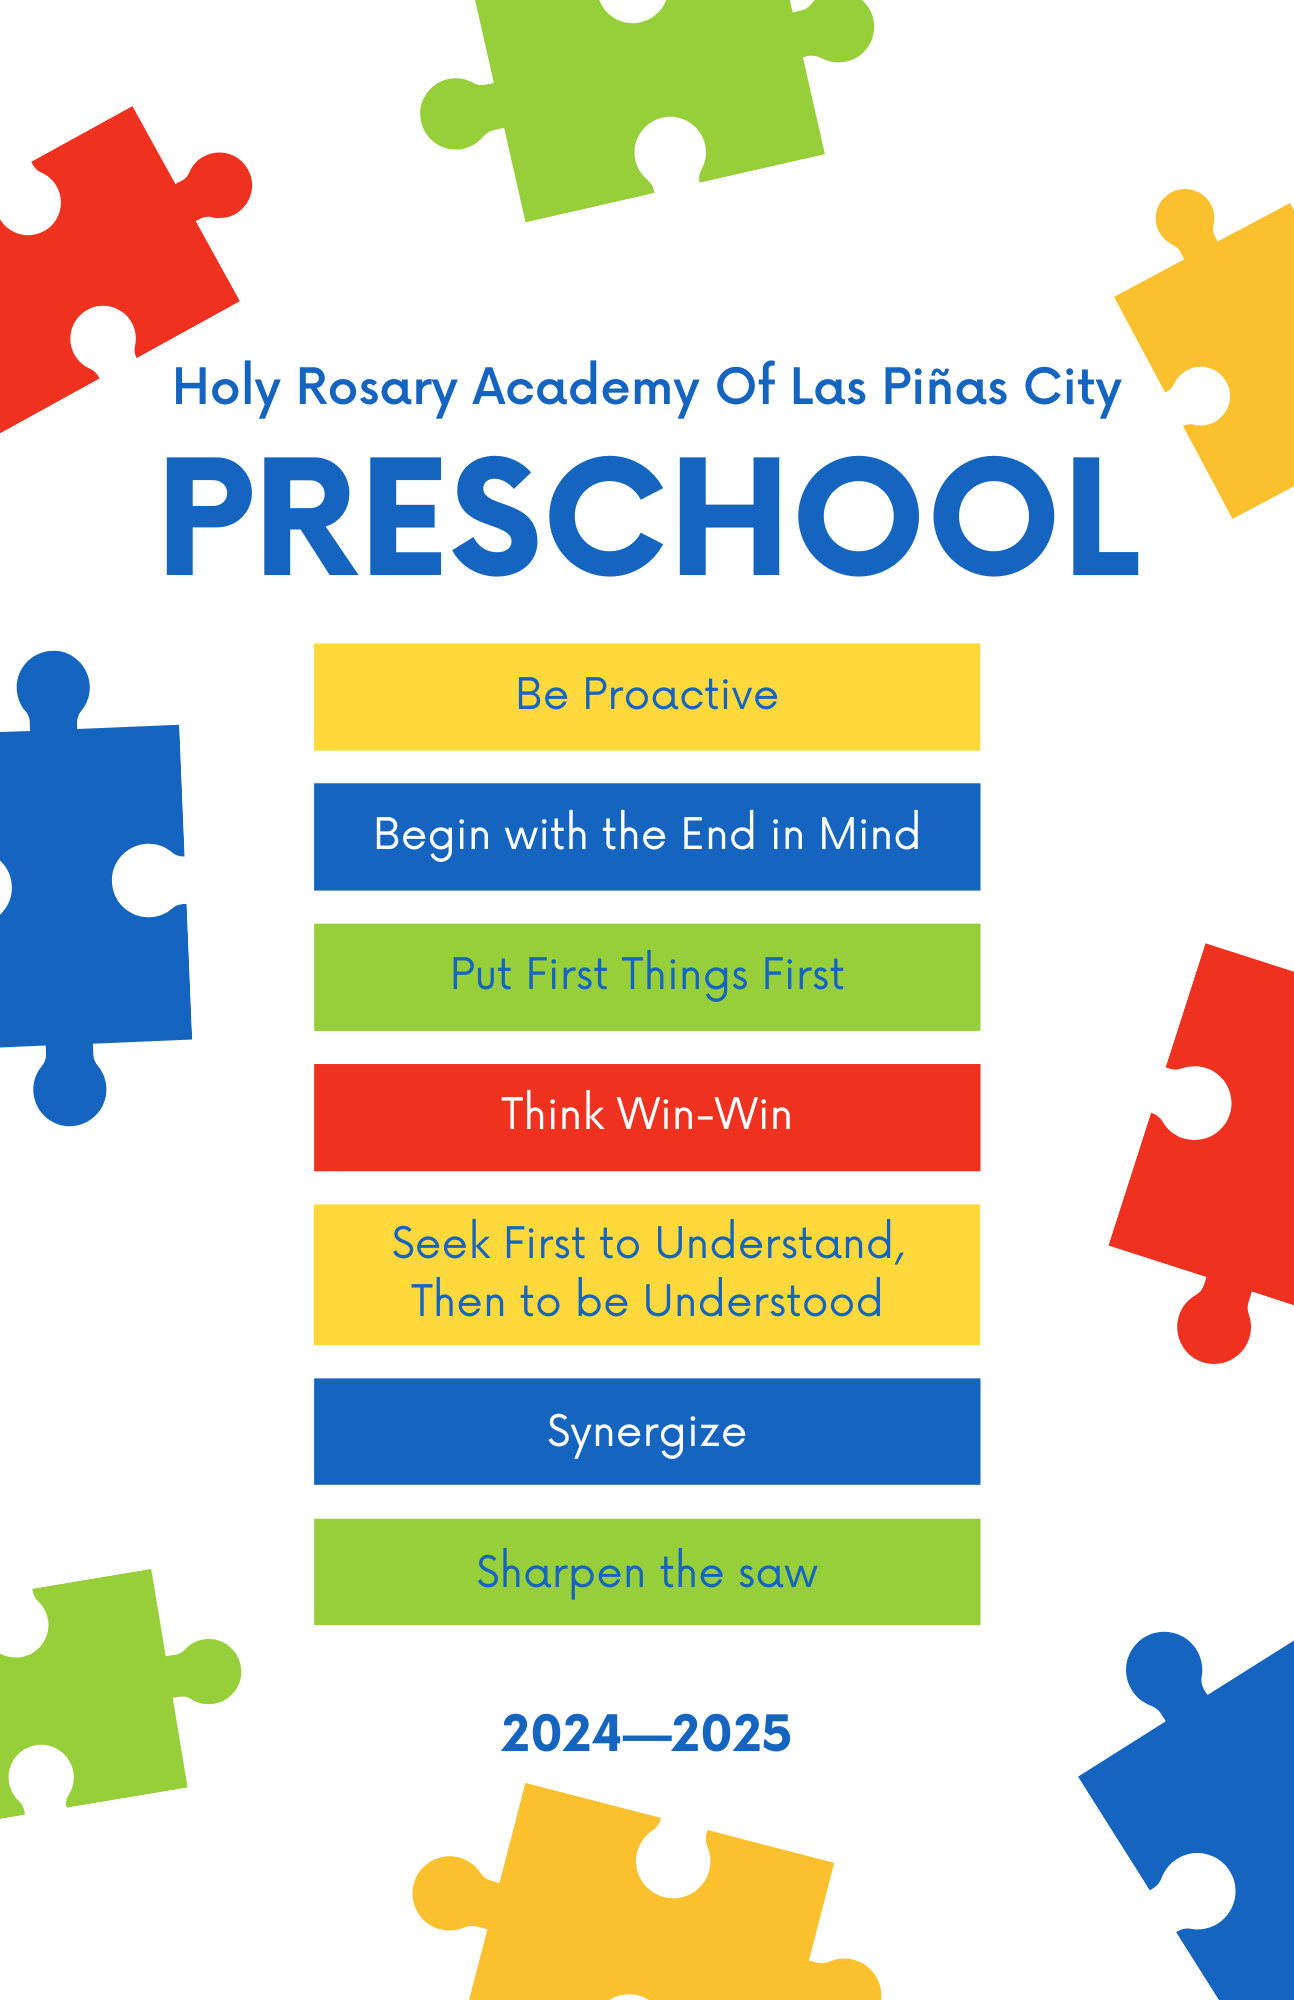 Holy Rosary Academy Of Las Piñas City
PRESCHOOL
Be Proactive
Begin with the End in Mind
Put First Things First
Think Win-Win
Seek First to Understand,
Then to be Understood
Synergize
Sharpen the saw
2024—2025